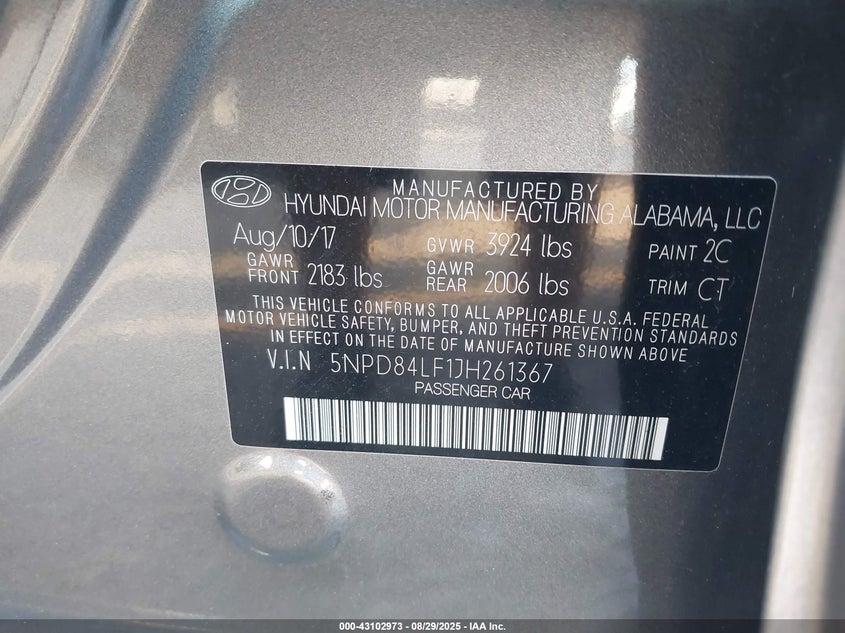 MANUFACTURED BY
HYUNDAI MOTOR MANUFACTURING ALABAMA, LLC
Aug/10/17 GVWR 3924 lbs PAINT 2C
GAWR FRONT 2183 lbs GAWR REAR 2006 lbs TRIM CT
THIS VEHICLE CONFORMS TO ALL APPLICABLE U.S.A. FEDERAL
MOTOR VEHICLE SAFETY, BUMPER, AND THEFT PREVENTION STANDARDS
IN EFFECT ON THE DATE OF MANUFACTURE SHOWN ABOVE
V.I.N 5NPD84LF1JH261367
PASSENGER CAR
000-43102973 - 08/29/2025 - IAA Inc.